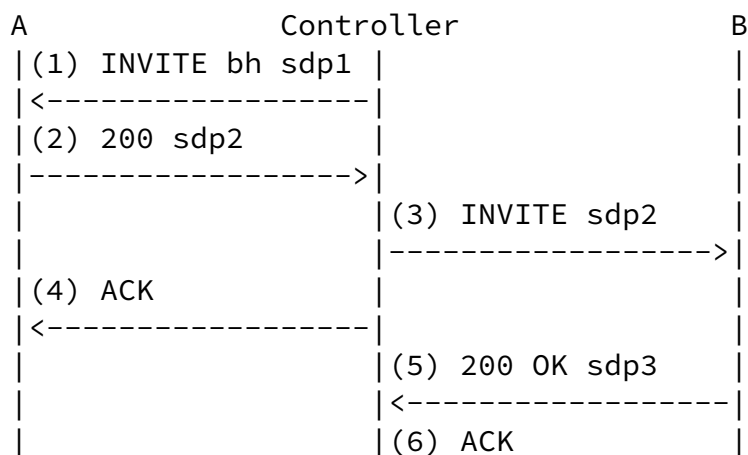 A Controller B
|(1) INVITE bh sdp1 | |
|<------------------| |
|(2) 200 sdp2 | |
|------------------>| |
| |(3) INVITE sdp2 |
| |------------------>|
|(4) ACK | |
|<------------------| |
| |(5) 200 OK sdp3 |
| |<------------------|
| |(6) ACK |